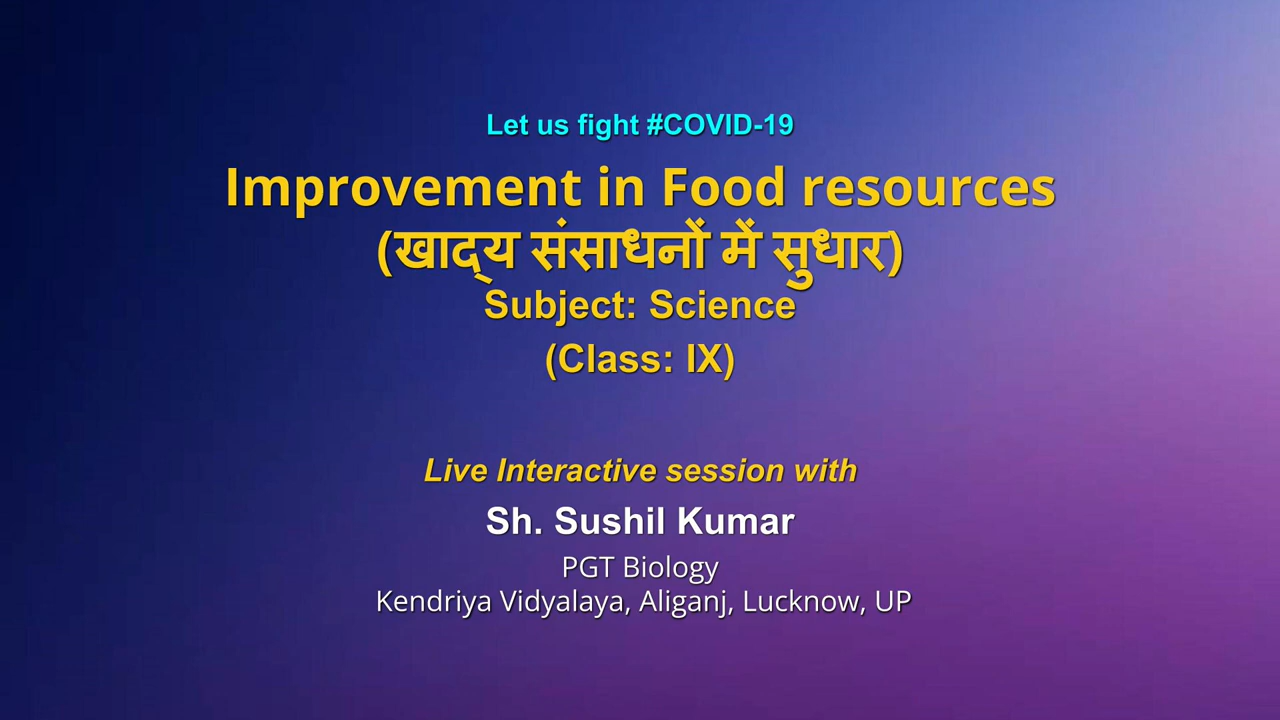 Let us fight #COVID-19
Improvement in Food resources
(खाद्‌य संसाधनों में सुधार)
Subject: Science
(Class: IX)
Live Interactive session with
Sh. Sushil Kumar
PGT Biology
Kendriya Vidyalaya, Aliganj, Lucknow, UP